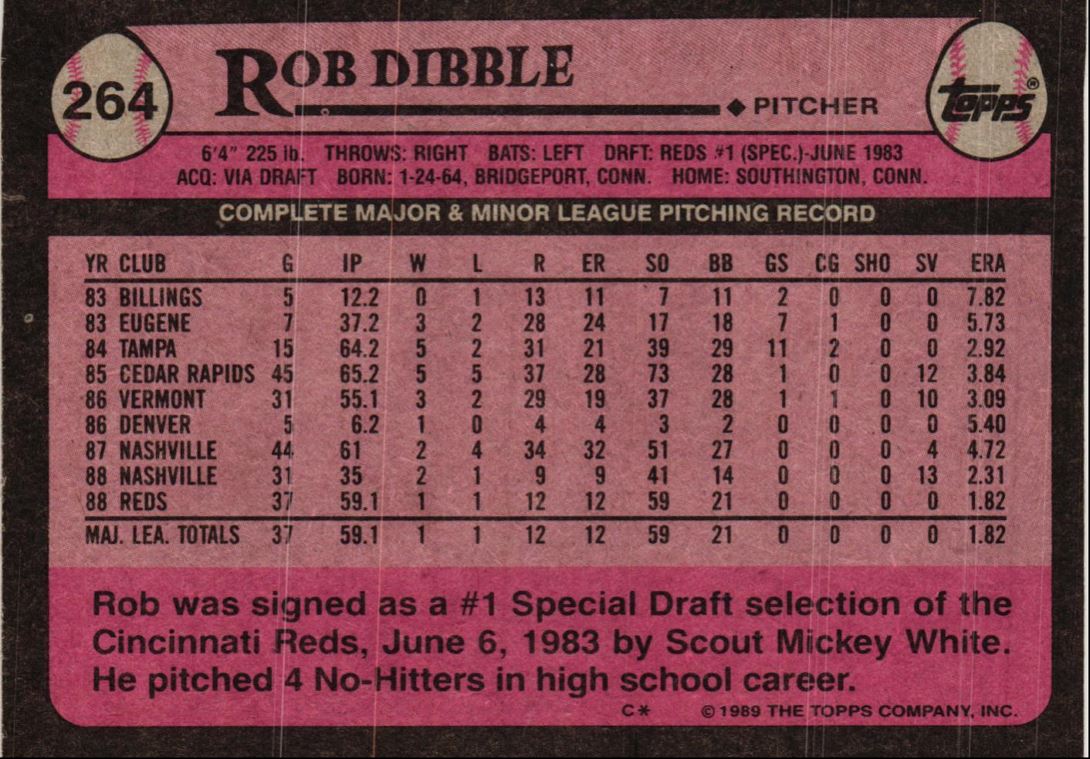 264
ROB DIBBLE
topps®
◆ PITCHER
6'4" 225 lb. THROWS: RIGHT BATS: LEFT DRFT: REDS #1 (SPEC.)-JUNE 1983
ACQ: VIA DRAFT BORN: 1-24-64, BRIDGEPORT, CONN. HOME: SOUTHINGTON, CONN.
COMPLETE MAJOR & MINOR LEAGUE PITCHING RECORD
YR CLUB G IP W L R ER SO BB GS CG SHO SV ERA
83 BILLINGS 5 12.2 0 1 13 11 7 11 2 0 0 0 7.82
83 EUGENE 7 37.2 3 2 28 24 17 18 7 1 0 0 5.73
84 TAMPA 15 64.2 5 2 31 21 39 29 11 2 0 0 2.92
85 CEDAR RAPIDS 45 65.2 5 5 37 28 73 28 1 0 0 12 3.84
86 VERMONT 31 55.1 3 2 29 19 37 28 1 1 0 10 3.09
86 DENVER 5 6.2 1 0 4 4 3 2 0 0 0 0 5.40
87 NASHVILLE 44 61 2 4 34 32 51 27 0 0 0 4 4.72
88 NASHVILLE 31 35 2 1 9 9 41 14 0 0 0 13 2.31
88 REDS 37 59.1 1 1 12 12 59 21 0 0 0 0 1.82
MAJ. LEA. TOTALS 37 59.1 1 1 12 12 59 21 0 0 0 0 1.82
Rob was signed as a #1 Special Draft selection of the
Cincinnati Reds, June 6, 1983 by Scout Mickey White.
He pitched 4 No-Hitters in high school career.
C* © 1989 THE TOPPS COMPANY, INC.